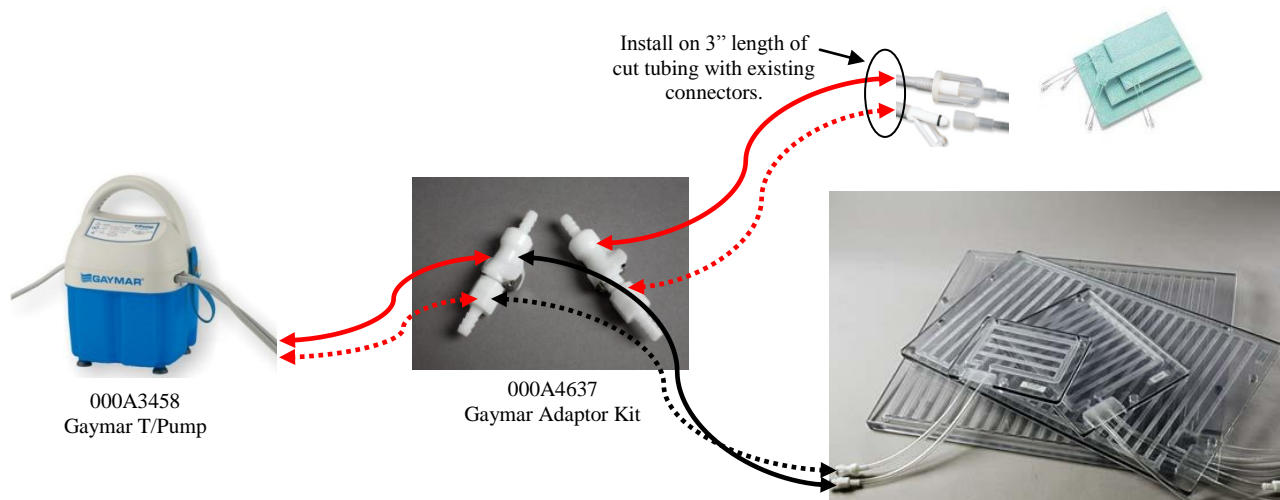 Install on 3” length of
cut tubing with existing
connectors.
GAYMAR
000A3458
Gaymar T/Pump
000A4637
Gaymar Adaptor Kit